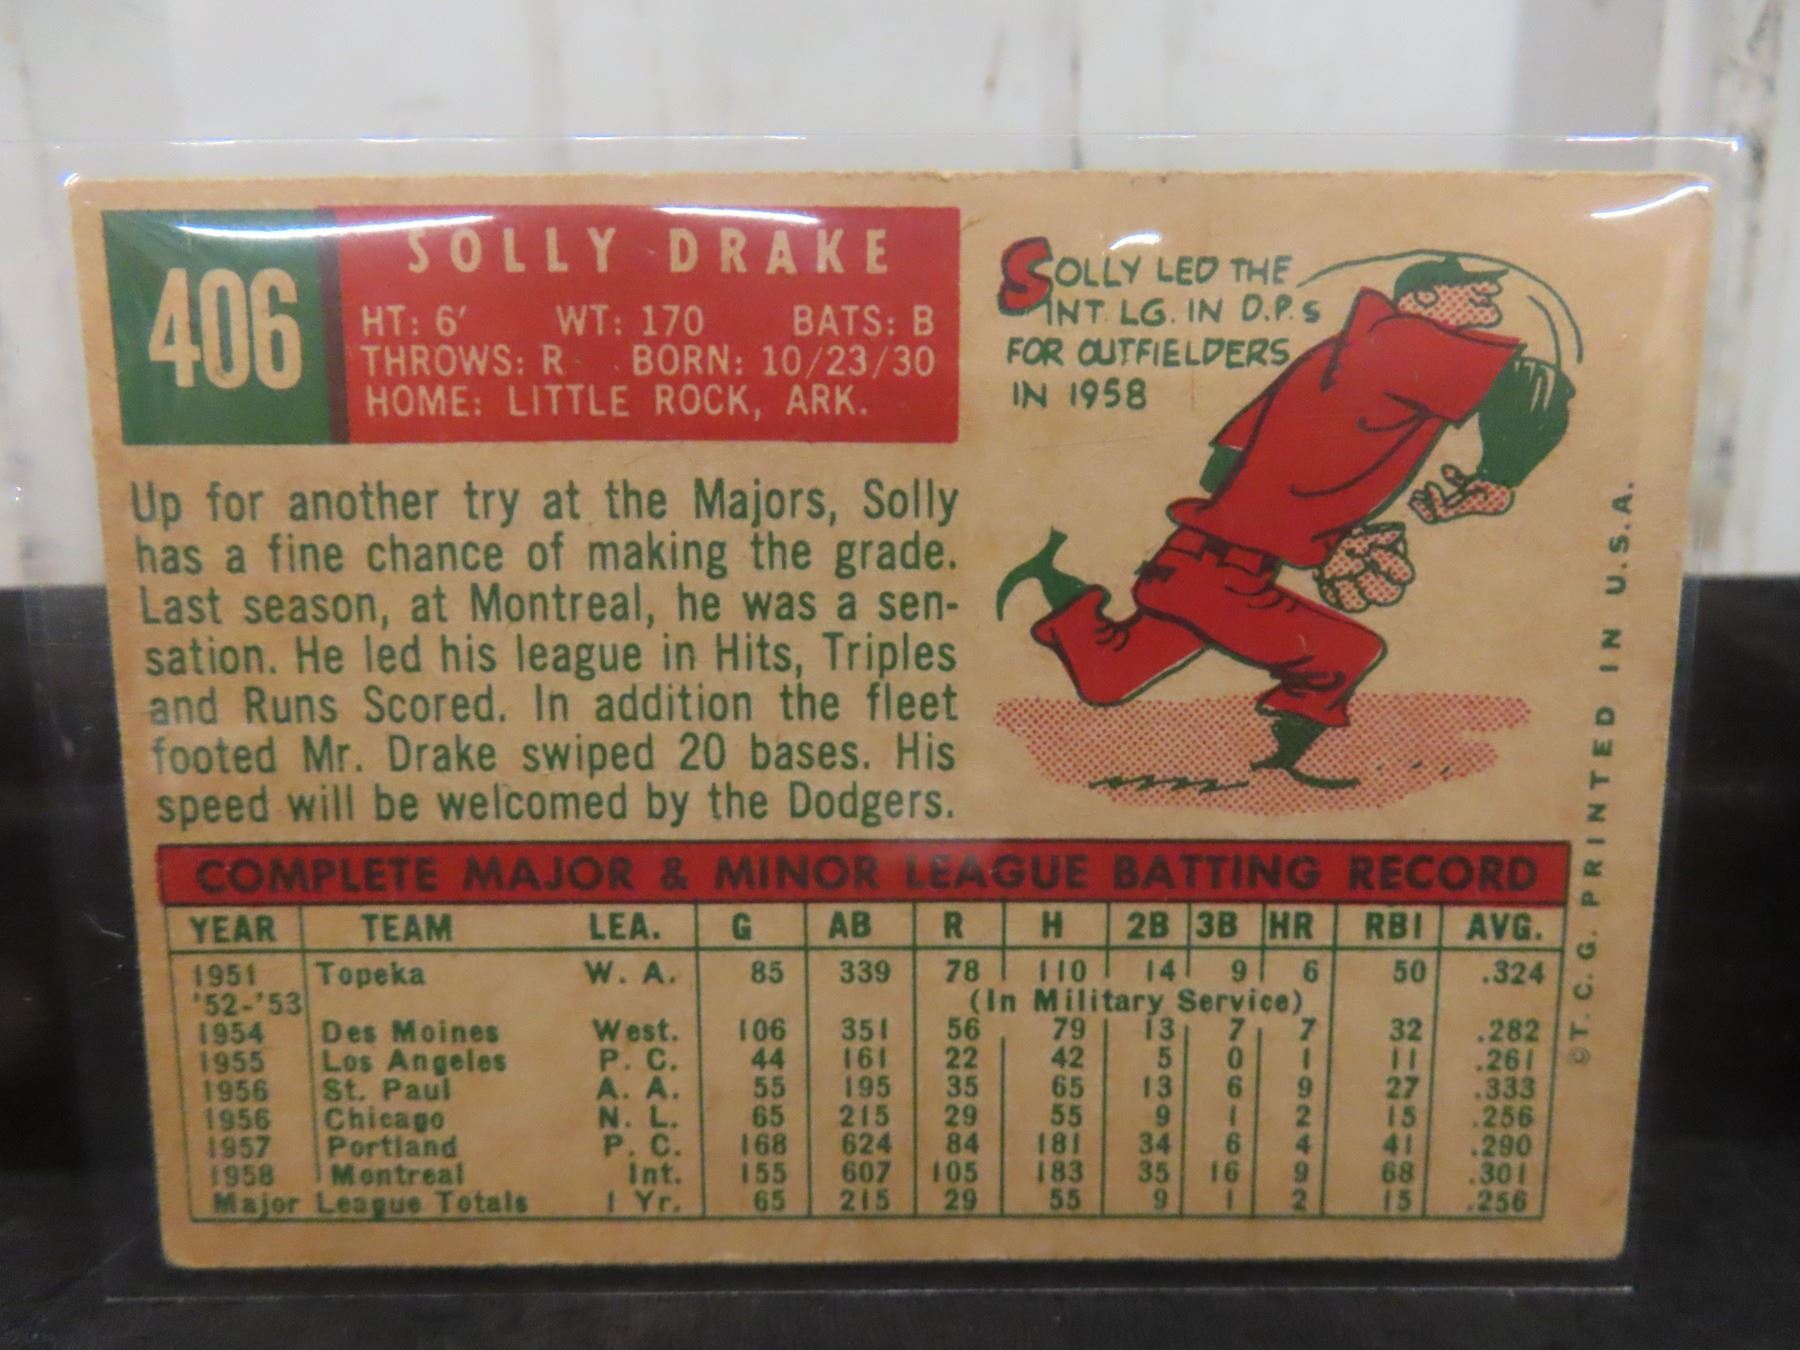 406
SOLLY DRAKE
HT: 6' WT: 170 BATS: B
THROWS: R BORN: 10/23/30
HOME: LITTLE ROCK, ARK.
SOLLY LED THE
INT. LG. IN D.P.s
FOR OUTFIELDERS
IN 1958
Up for another try at the Majors, Solly
has a fine chance of making the grade.
Last season, at Montreal, he was a sen-
sation. He led his league in Hits, Triples
and Runs Scored. In addition the fleet
footed Mr. Drake swiped 20 bases. His
speed will be welcomed by the Dodgers.
COMPLETE MAJOR & MINOR LEAGUE BATTING RECORD
YEAR TEAM LEA. G AB R H 2B 3B HR RBI AVG.
1951 Topeka W. A. 85 339 78 110 14 9 6 50 .324
'52-'53 (In Military Service)
1954 Des Moines West. 106 351 56 79 13 7 7 32 .282
1955 Los Angeles P. C. 44 161 22 42 5 0 1 11 .261
1956 St. Paul A. A. 55 195 35 65 13 6 9 27 .333
1956 Chicago N. L. 65 215 29 55 9 1 2 15 .256
1957 Portland P. C. 168 624 84 181 34 6 4 41 .290
1958 Montreal Int. 155 607 105 183 35 16 9 68 .301
Major League Totals 1 Yr. 65 215 29 55 9 1 2 15 .256
©T. C. G. PRINTED IN U.S.A.